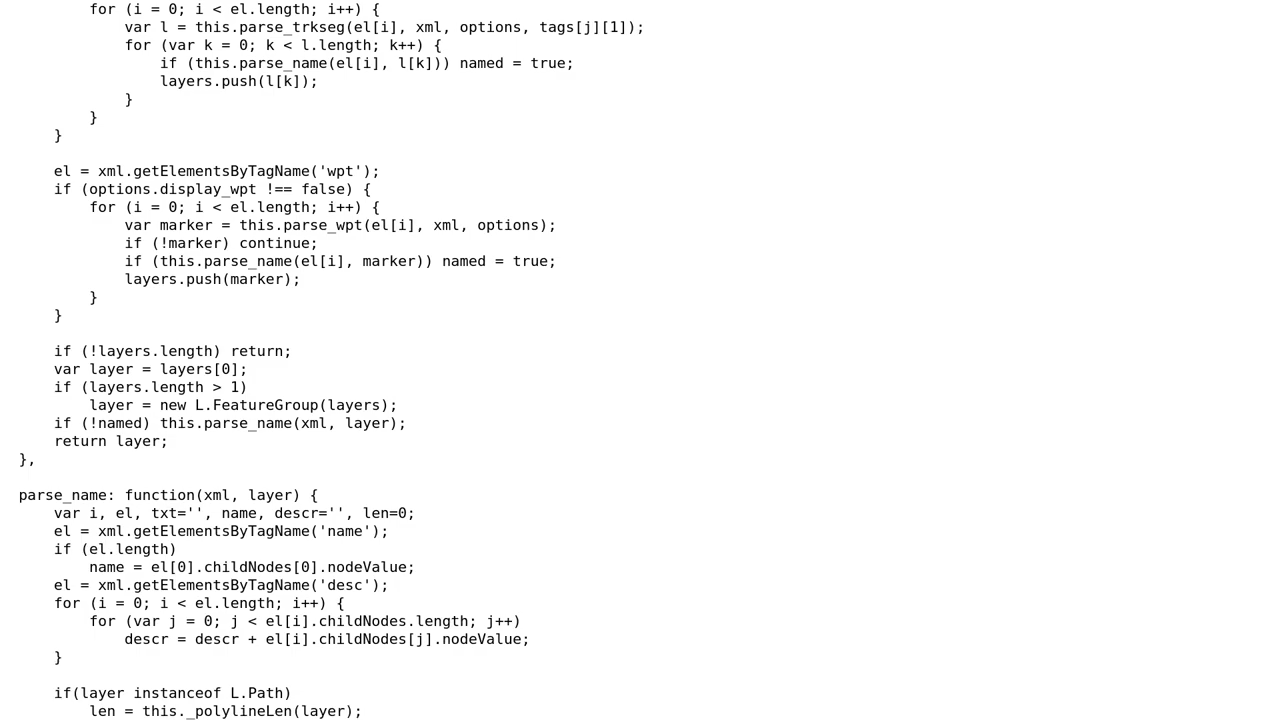 for (i = 0; i < el.length; i++) {
var l = this.parse_trkseg(el[i], xml, options, tags[j][1]);
for (var k = 0; k < l.length; k++) {
if (this.parse_name(el[i], l[k])) named = true;
layers.push(l[k]);
}
}
}
el = xml.getElementsByTagName('wpt');
if (options.display_wpt !== false) {
for (i = 0; i < el.length; i++) {
var marker = this.parse_wpt(el[i], xml, options);
if (!marker) continue;
if (this.parse_name(el[i], marker)) named = true;
layers.push(marker);
}
}
if (!layers.length) return;
var layer = layers[0];
if (layers.length > 1)
layer = new L.FeatureGroup(layers);
if (!named) this.parse_name(xml, layer);
return layer;
},
parse_name: function(xml, layer) {
var i, el, txt='', name, descr='', len=0;
el = xml.getElementsByTagName('name');
if (el.length)
name = el[0].childNodes[0].nodeValue;
el = xml.getElementsByTagName('desc');
for (i = 0; i < el.length; i++) {
for (var j = 0; j < el[i].childNodes.length; j++)
descr = descr + el[i].childNodes[j].nodeValue;
}
if(layer instanceof L.Path)
len = this._polylineLen(layer);